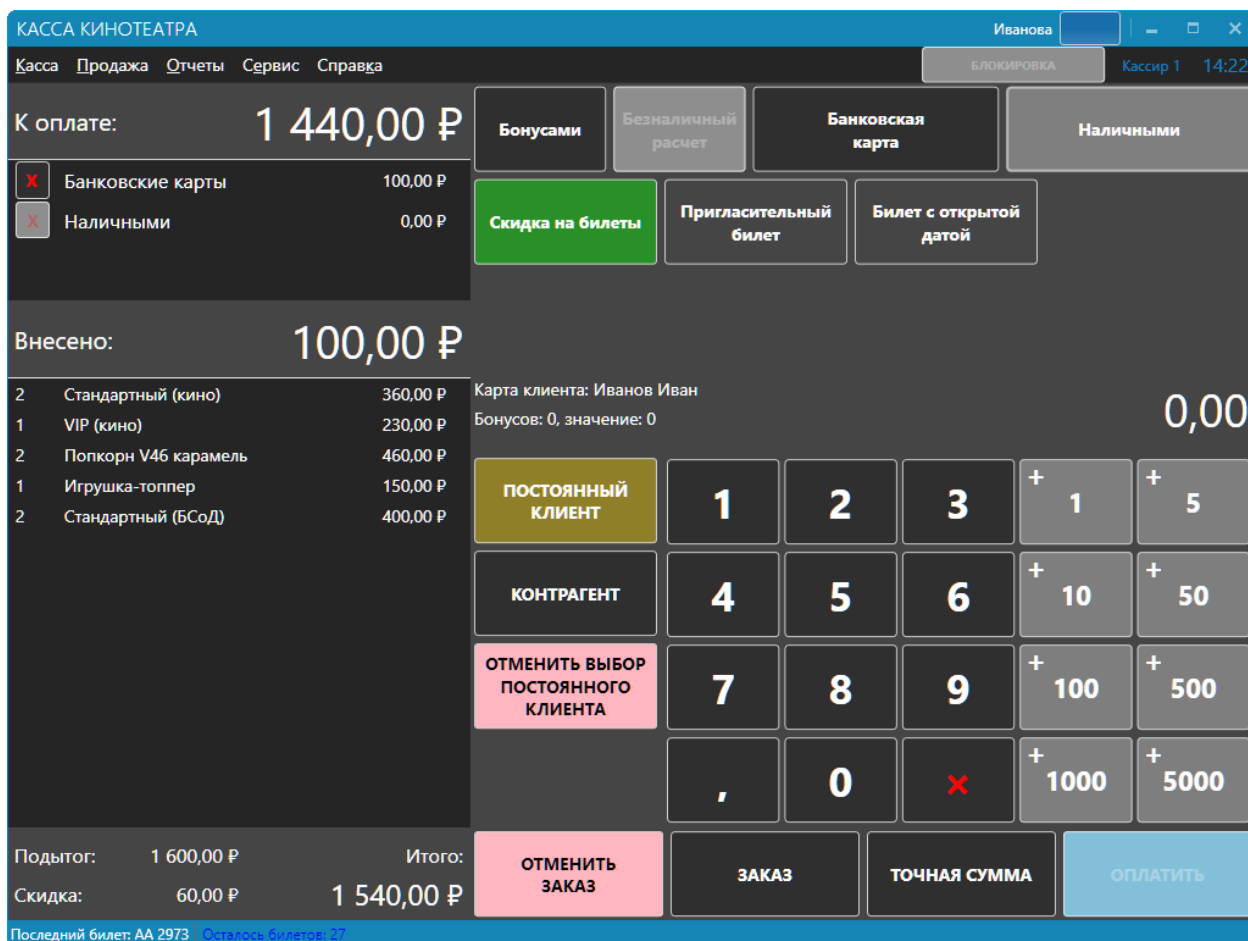 КАССА КИНОТЕАТРА Иванова
Касса Продажа Отчеты Сервис Справка БЛОКИРОВКА Кассир 1 14:22
К оплате: 1 440,00 ₽
X Банковские карты 100,00 ₽
X Наличными 0,00 ₽
Внесено: 100,00 ₽
2 Стандартный (кино) 360,00 ₽
1 VIP (кино) 230,00 ₽
2 Попкорн V46 карамель 460,00 ₽
1 Игрушка-топпер 150,00 ₽
2 Стандартный (БСоД) 400,00 ₽
Подытог: 1 600,00 ₽ Итого:
Скидка: 60,00 ₽ 1 540,00 ₽
Бонусами
Безналичный
расчет
Банковская
карта
Наличными
Скидка на билеты
Пригласительный
билет
Билет с открытой
датой
Карта клиента: Иванов Иван
Бонусов: 0, значение: 0
0,00
ПОСТОЯННЫЙ
КЛИЕНТ
1 2 3 +1 +5
КОНТРАГЕНТ
4 5 6 +10 +50
ОТМЕНИТЬ ВЫБОР
ПОСТОЯННОГО
КЛИЕНТА
7 8 9 +100 +500
, 0 × +1000 +5000
ОТМЕНИТЬ
ЗАКАЗ
ЗАКАЗ
ТОЧНАЯ СУММА
ОПЛАТИТЬ
Последний билет: АА 2973 Осталось билетов: 27